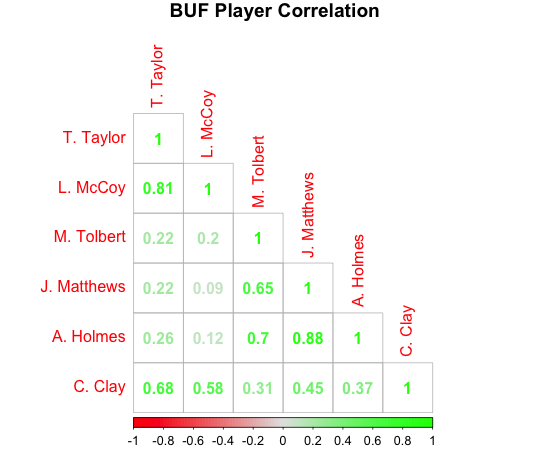 BUF Player Correlation
T. Taylor
L. McCoy
M. Tolbert
J. Matthews
A. Holmes
C. Clay
T. Taylor 1
L. McCoy 0.81 1
M. Tolbert 0.22 0.2 1
J. Matthews 0.22 0.09 0.65 1
A. Holmes 0.26 0.12 0.7 0.88 1
C. Clay 0.68 0.58 0.31 0.45 0.37 1
-1 -0.8 -0.6 -0.4 -0.2 0 0.2 0.4 0.6 0.8 1